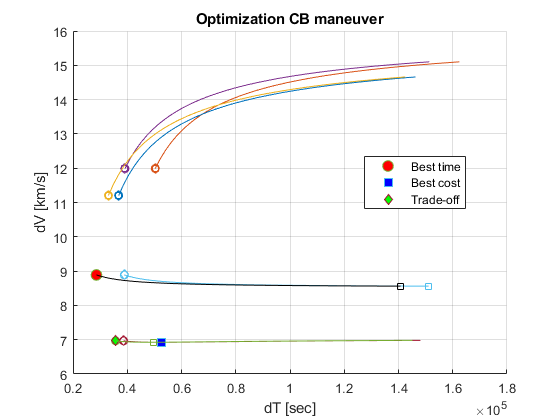 Optimization CB maneuver
dV [km/s]
16
15
14
13
12
11
10
9
8
7
6
Best time
Best cost
Trade-off
0.2 0.4 0.6 0.8 1 1.2 1.4 1.6 1.8
dT [sec]
×10^5